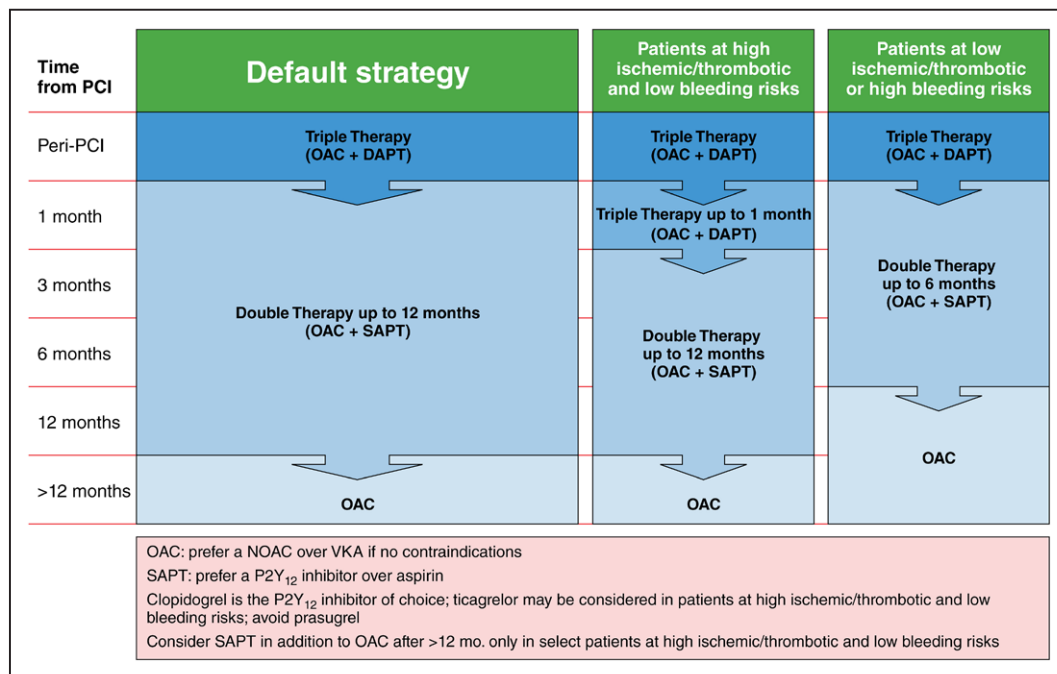 Time
from PCI
Default strategy
Patients at high
ischemic/thrombotic
and low bleeding risks
Patients at low
ischemic/thrombotic
or high bleeding risks
Peri-PCI
Triple Therapy
(OAC + DAPT)
Triple Therapy
(OAC + DAPT)
Triple Therapy
(OAC + DAPT)
1 month
Triple Therapy up to 1 month
(OAC + DAPT)
3 months
Double Therapy up to 12 months
(OAC + SAPT)
Double Therapy
up to 6 months
(OAC + SAPT)
6 months
Double Therapy
up to 12 months
(OAC + SAPT)
12 months
OAC
>12 months
OAC
OAC
OAC: prefer a NOAC over VKA if no contraindications
SAPT: prefer a P2Y₁₂ inhibitor over aspirin
Clopidogrel is the P2Y₁₂ inhibitor of choice; ticagrelor may be considered in patients at high ischemic/thrombotic and low
bleeding risks; avoid prasugrel
Consider SAPT in addition to OAC after >12 mo. only in select patients at high ischemic/thrombotic and low bleeding risks